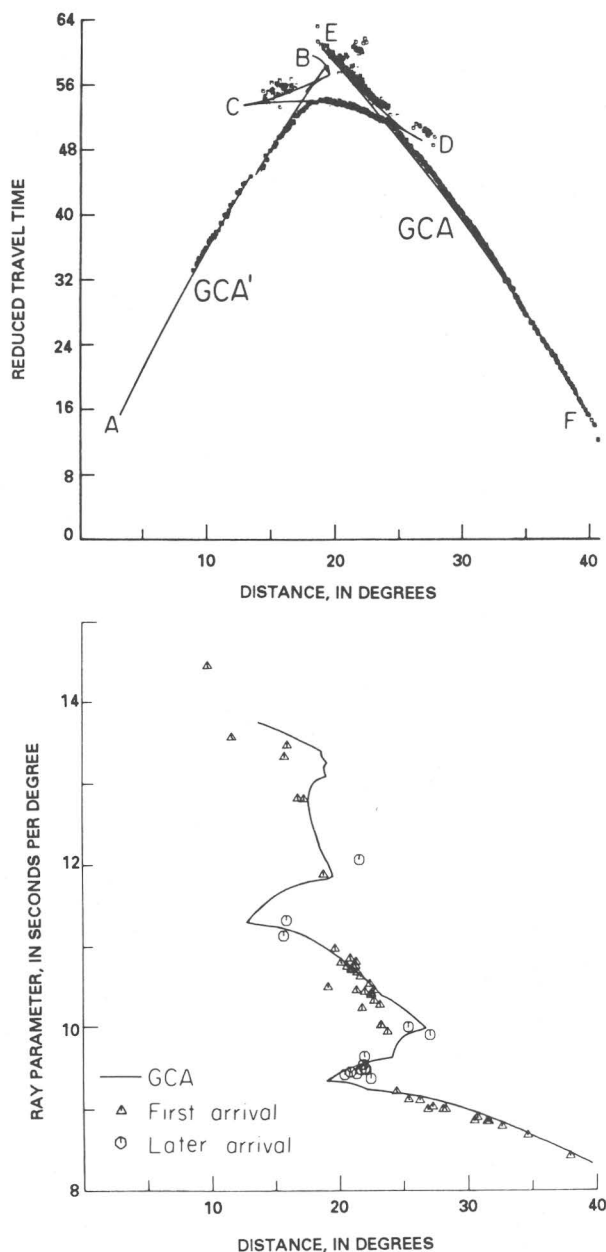 REDUCED TRAVEL TIME
64
56
48
40
32
24
16
8
0
E
B
C
D
GCA
GCA'
A
F
10
20
30
40
DISTANCE, IN DEGREES
RAY PARAMETER, IN SECONDS PER DEGREE
14
12
10
8
GCA
First arrival
Later arrival
10
20
30
40
DISTANCE, IN DEGREES